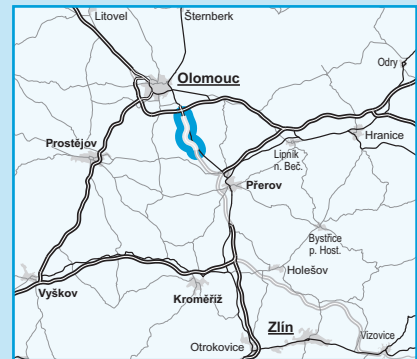 Litovel
Šternberk
Odry
Olomouc
Hranice
Prostějov
Lipník
n. Beč.
Přerov
Bystřice
p. Host.
Holešov
Vyškov
Kroměříž
Zlín
Otrokovice
Vizovice